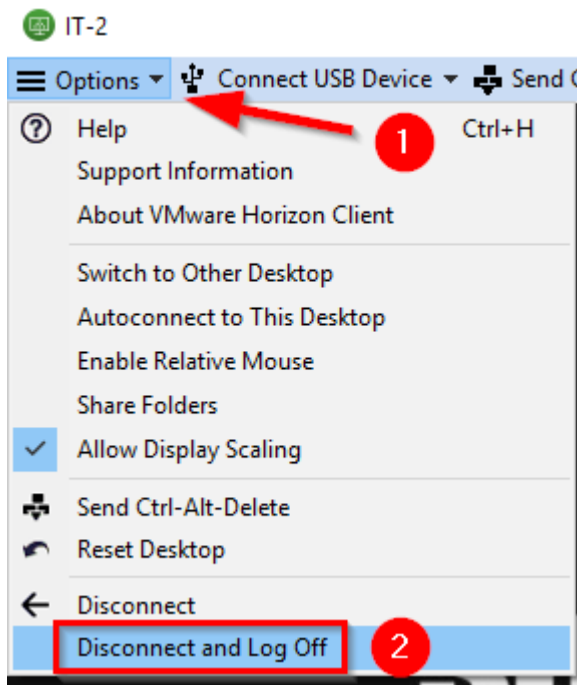 IT-2
Options Connect USB Device Send
1
Help Ctrl+H
Support Information
About VMware Horizon Client
Switch to Other Desktop
Autoconnect to This Desktop
Enable Relative Mouse
Share Folders
Allow Display Scaling
Send Ctrl-Alt-Delete
Reset Desktop
Disconnect
Disconnect and Log Off 2